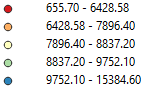 655.70 - 6428.58
6428.58 - 7896.40
7896.40 - 8837.20
8837.20 - 9752.10
9752.10 - 15384.60